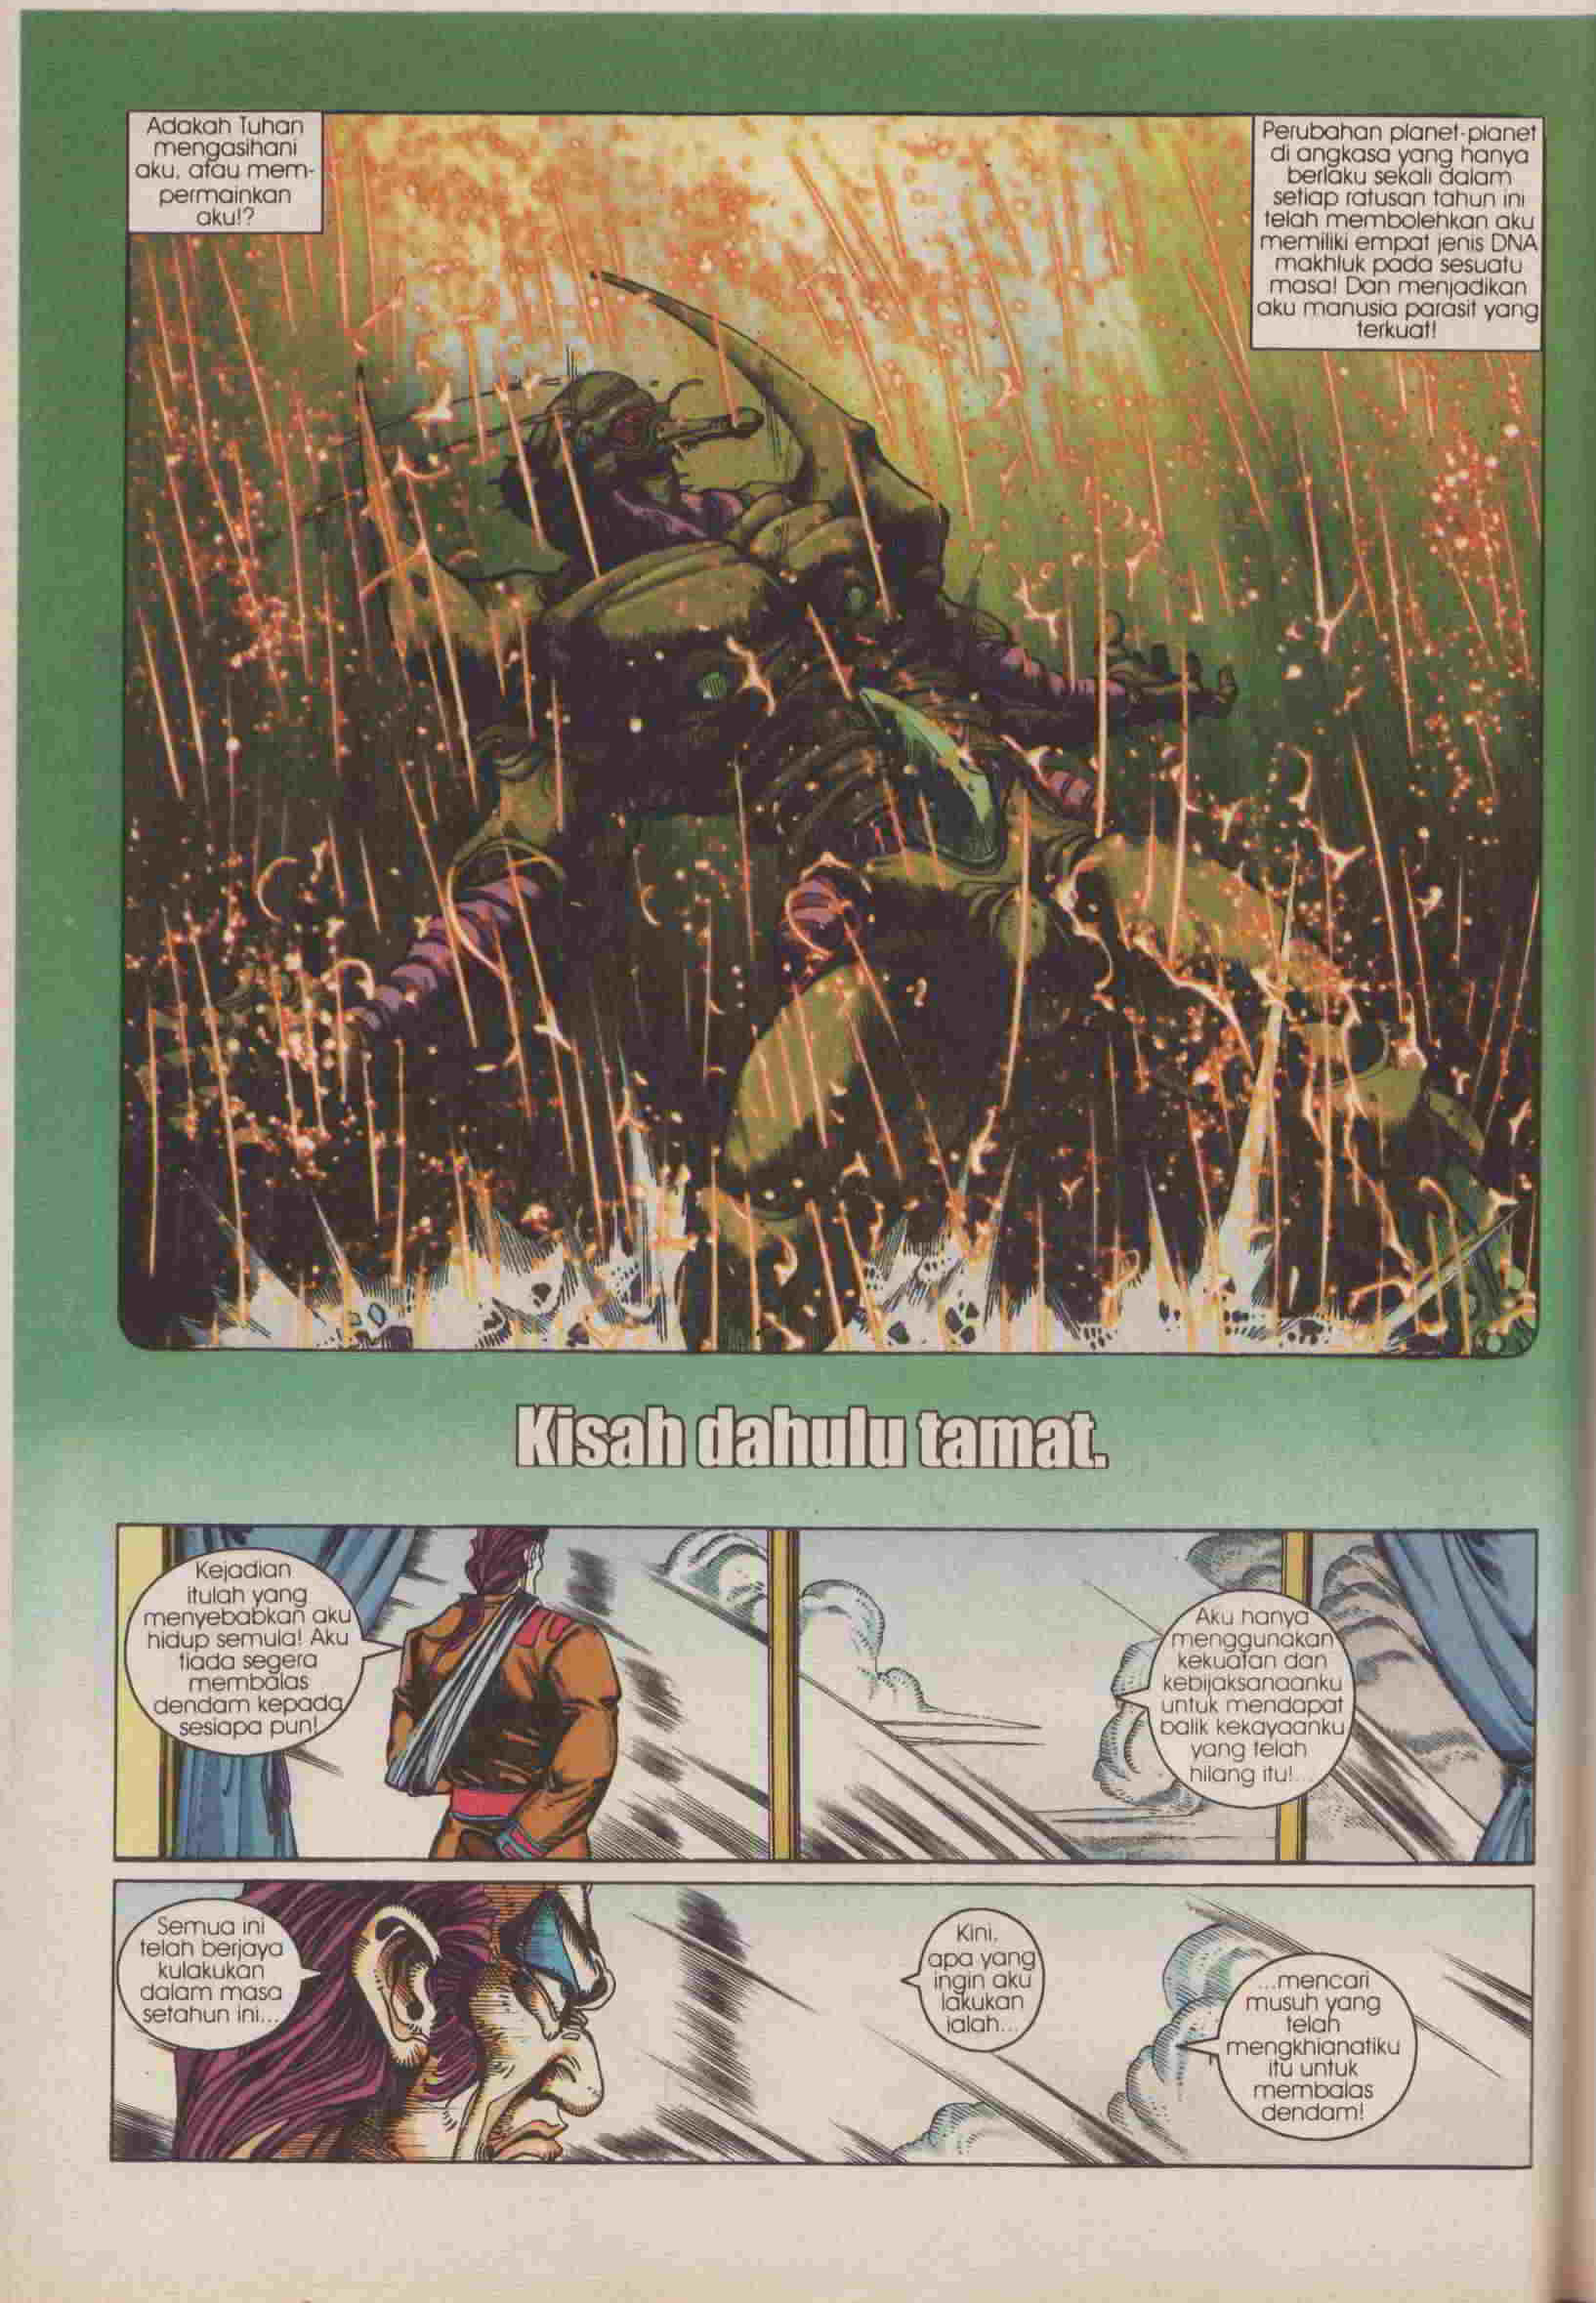 Adakah Tuhan
mengasihani
aku, atau mem-
permainkan
aku!?
Perubahan planet-planet
di angkasa yang hanya
berlaku sekali dalam
setiap ratusan tahun ini
telah membolehkan aku
memiliki empat jenis DNA
makhluk pada sesuatu
masa! Dan menjadikan
aku manusia parasit yang
terkuat!
Kisah dahulu tamat.
Kejadian
itulah yang
menyebabkan aku
hidup semula! Aku
tiada segera
membalas
dendam kepada
sesiapa pun!
Aku hanya
menggunakan
kekuatan dan
kebijaksanaanku
untuk mendapat
balik kekayaanku
yang telah
hilang itu!...
Semua ini
telah berjaya
kulakukan
dalam masa
setahun ini...
Kini,
apa yang
ingin aku
lakukan
ialah...
...mencari
musuh yang
telah
mengkhianatiku
itu untuk
membalas
dendam!